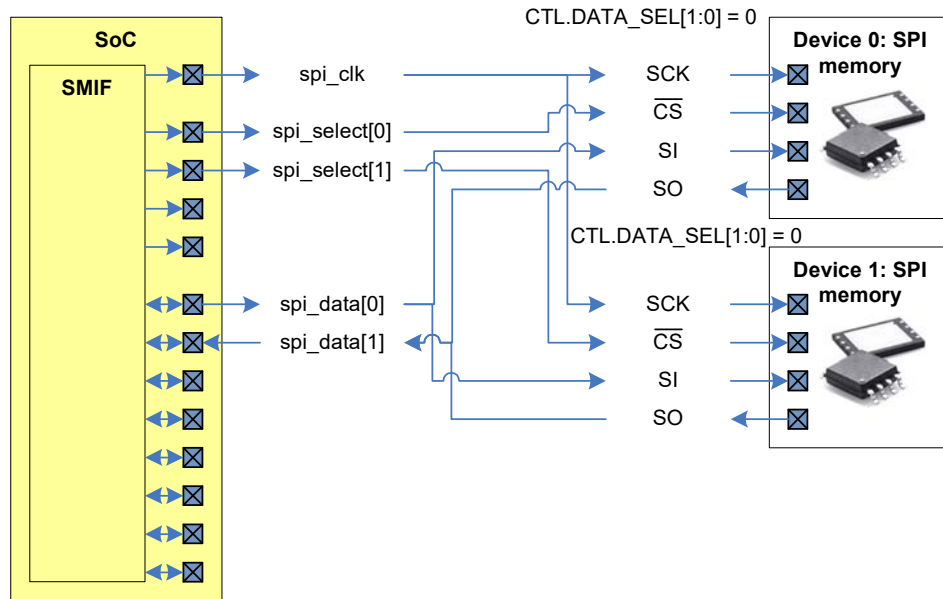 CTL.DATA_SEL[1:0] = 0
SoC
SMIF
spi_clk
spi_select[0]
spi_select[1]
spi_data[0]
spi_data[1]
SCK
CS
SI
SO
Device 0: SPI
memory
CTL.DATA_SEL[1:0] = 0
SCK
CS
SI
SO
Device 1: SPI
memory